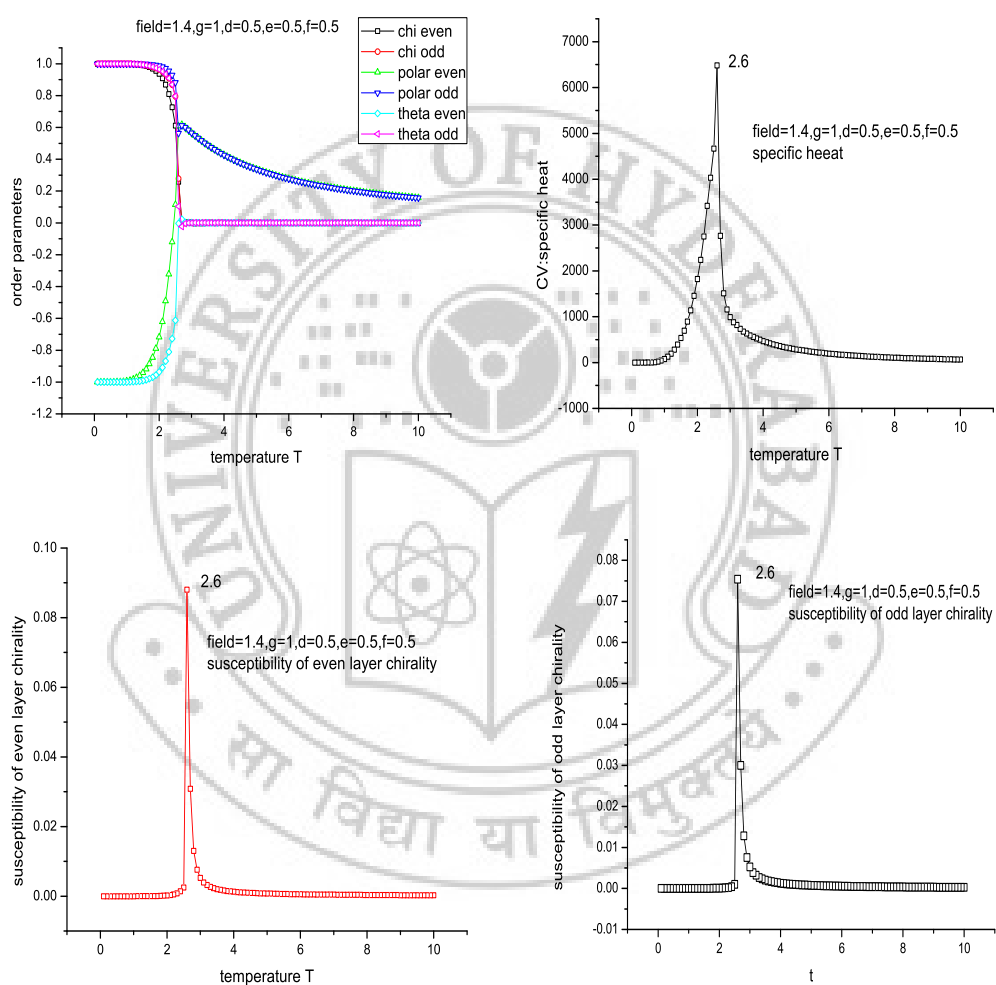 field=1.4,g=1,d=0.5,e=0.5,f=0.5
chi even
chi odd
polar even
polar odd
theta even
theta odd
1.0
0.8
0.6
0.4
0.2
0.0
-0.2
-0.4
-0.6
-0.8
-1.0
-1.2
order parameters
0 2 4 6 8 10
temperature T
7000
6000
5000
4000
3000
2000
1000
0
-1000
CV:specific heat
2.6
field=1.4,g=1,d=0.5,e=0.5,f=0.5
specific heeat
0 2 4 6 8 10
temperature T
UNIVERSITY OF HYDERABAD
0.10
0.08
0.06
0.04
0.02
0.00
susceptibility of even layer chirality
2.6
field=1.4,g=1,d=0.5,e=0.5,f=0.5
susceptibility of even layer chirality
0 2 4 6 8 10
temperature T
0.08
0.07
0.06
0.05
0.04
0.03
0.02
0.01
0.00
-0.01
susceptibility of odd layer chirality
2.6
field=1.4,g=1,d=0.5,e=0.5,f=0.5
susceptibility of odd layer chirality
0 2 4 6 8 10
t
सा विद्या या विमुक्तये